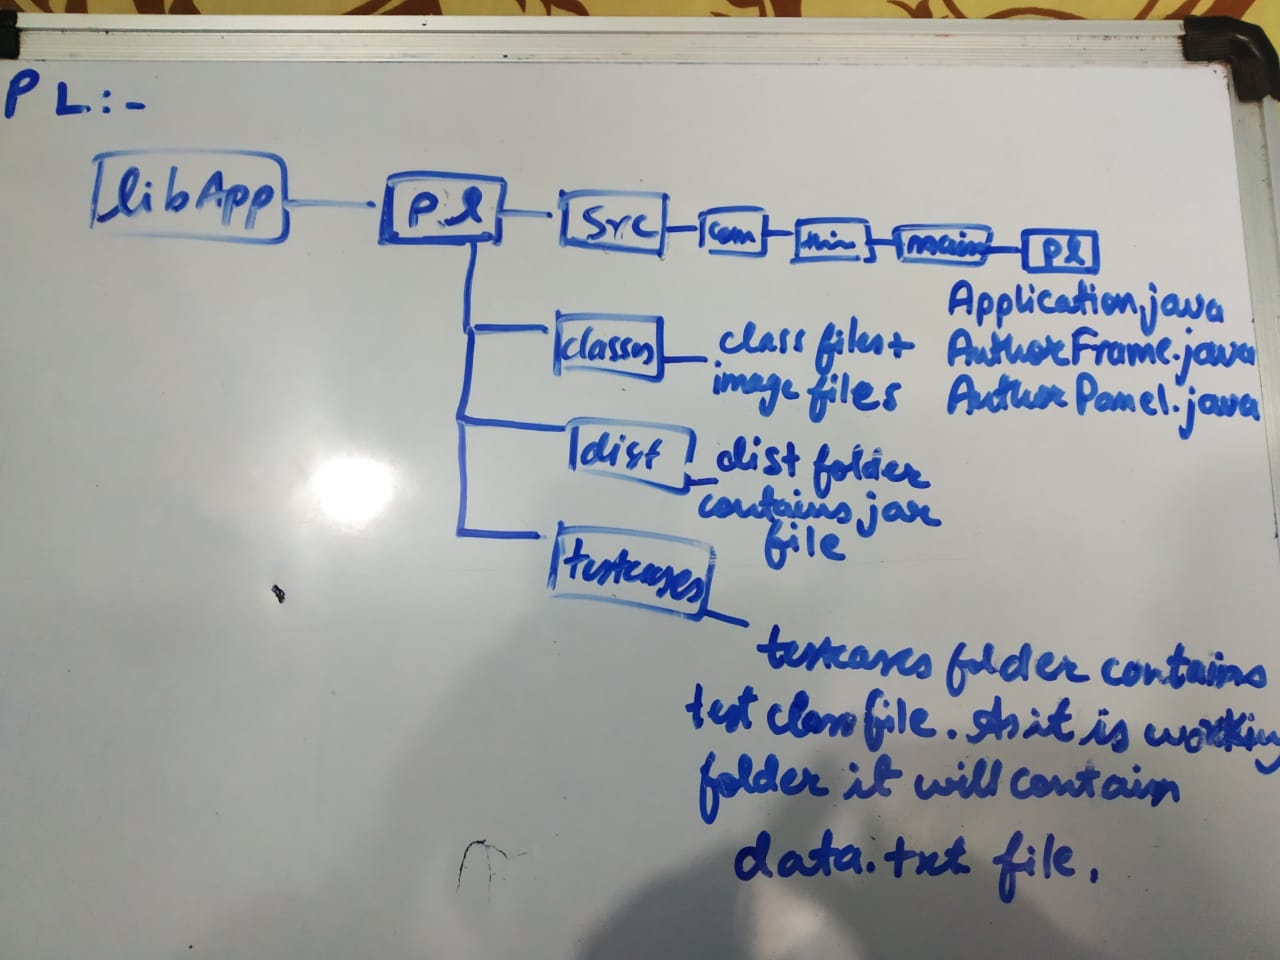 PL:-
libApp
pl
src
com
main
pl
Application.java
classes
class files+
AuthorFrame.java
image files
AuthorPanel.java
dist
dist folder
contains jar
file
testcases
testcases folder contains
test class file. As it is working
folder it will contain
data.txt file.